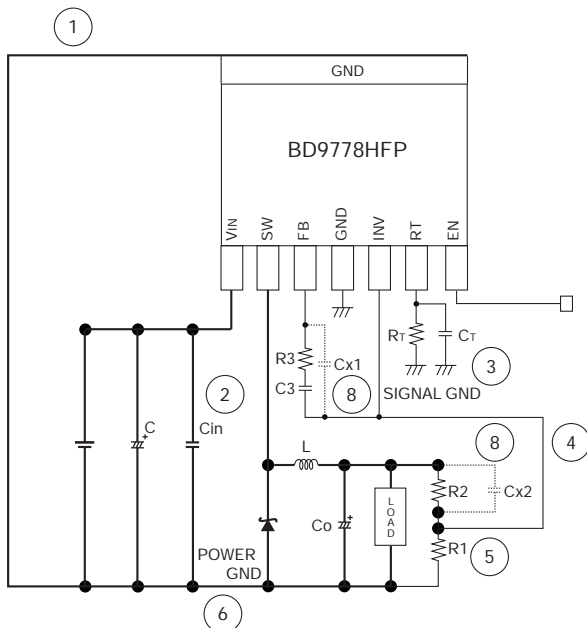 1
GND
BD9778HFP
VIN
SW
FB
GND
INV
RT
EN
R3
Cx1
C3
8
RT
CT
3
SIGNAL GND
2
C
+
Cin
8
4
L
R2
Cx2
Co
+
LOAD
R1
5
POWER
GND
6